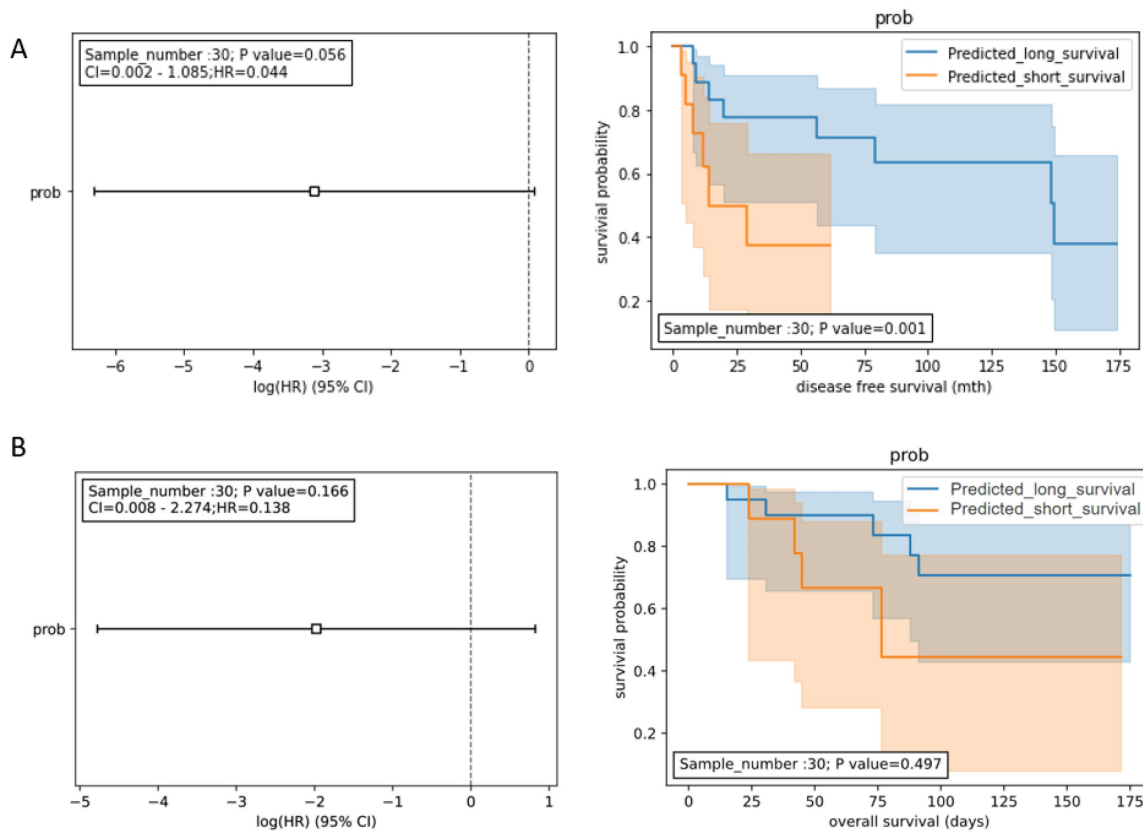 A
Sample_number :30; P value=0.056
CI=0.002 - 1.085;HR=0.044
prob
−6 −5 −4 −3 −2 −1 0
log(HR) (95% CI)
prob
Predicted_long_survival
Predicted_short_survival
1.0
0.8
0.6
0.4
0.2
survivial probability
Sample_number :30; P value=0.001
0 25 50 75 100 125 150 175
disease free survival (mth)
B
Sample_number :30; P value=0.166
CI=0.008 - 2.274;HR=0.138
prob
−5 −4 −3 −2 −1 0 1
log(HR) (95% CI)
prob
Predicted_long_survival
Predicted_short_survival
1.0
0.8
0.6
0.4
0.2
survivial probability
Sample_number :30; P value=0.497
0 25 50 75 100 125 150 175
overall survival (days)